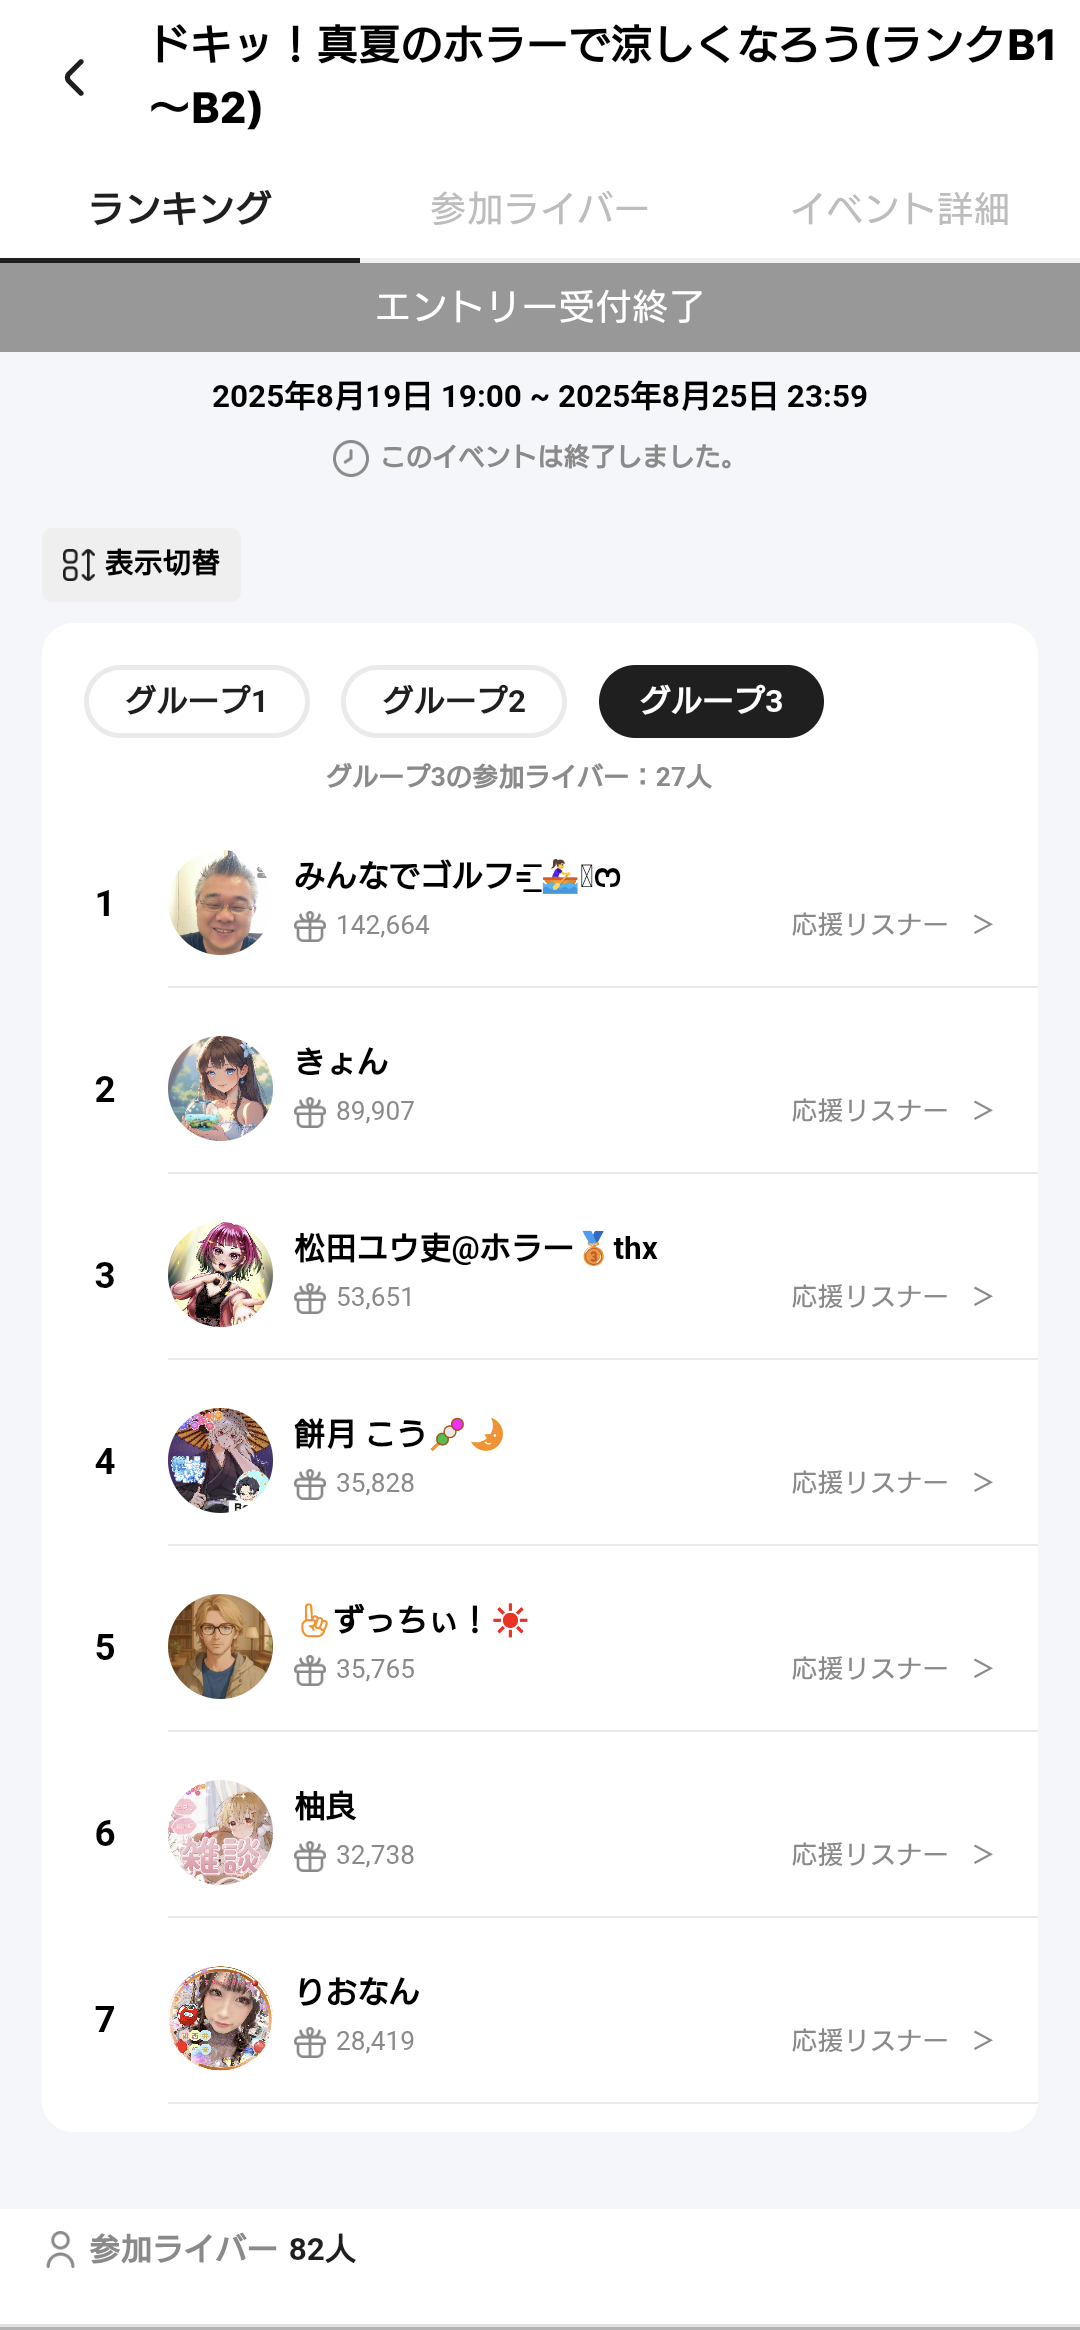 ドキッ！真夏のホラーで涼しくなろう(ランクB1
～B2)
ランキング
参加ライバー
イベント詳細
エントリー受付終了
2025年8月19日 19:00 ~ 2025年8月25日 23:59
このイベントは終了しました。
表示切替
グループ1
グループ2
グループ3
グループ3の参加ライバー：27人
1
みんなでゴルフ=͟͟͞🚣‍♀️ෆ
142,664
応援リスナー >
2
きょん
89,907
応援リスナー >
3
松田ユウ吏@ホラー🥉thx
53,651
応援リスナー >
4
餅月 こう🍡🌛
35,828
応援リスナー >
5
👆ずっちぃ！☀️
35,765
応援リスナー >
6
柚良
32,738
雑談
応援リスナー >
7
りおなん
28,419
応援リスナー >
参加ライバー 82人